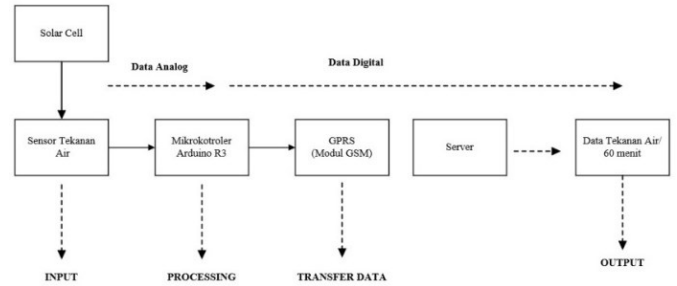 Solar Cell
Data Analog
Data Digital
Sensor Tekanan
Air
Mikrokotroler
Arduino R3
GPRS
(Modul GSM)
Server
Data Tekanan Air/
60 menit
INPUT
PROCESSING
TRANSFER DATA
OUTPUT